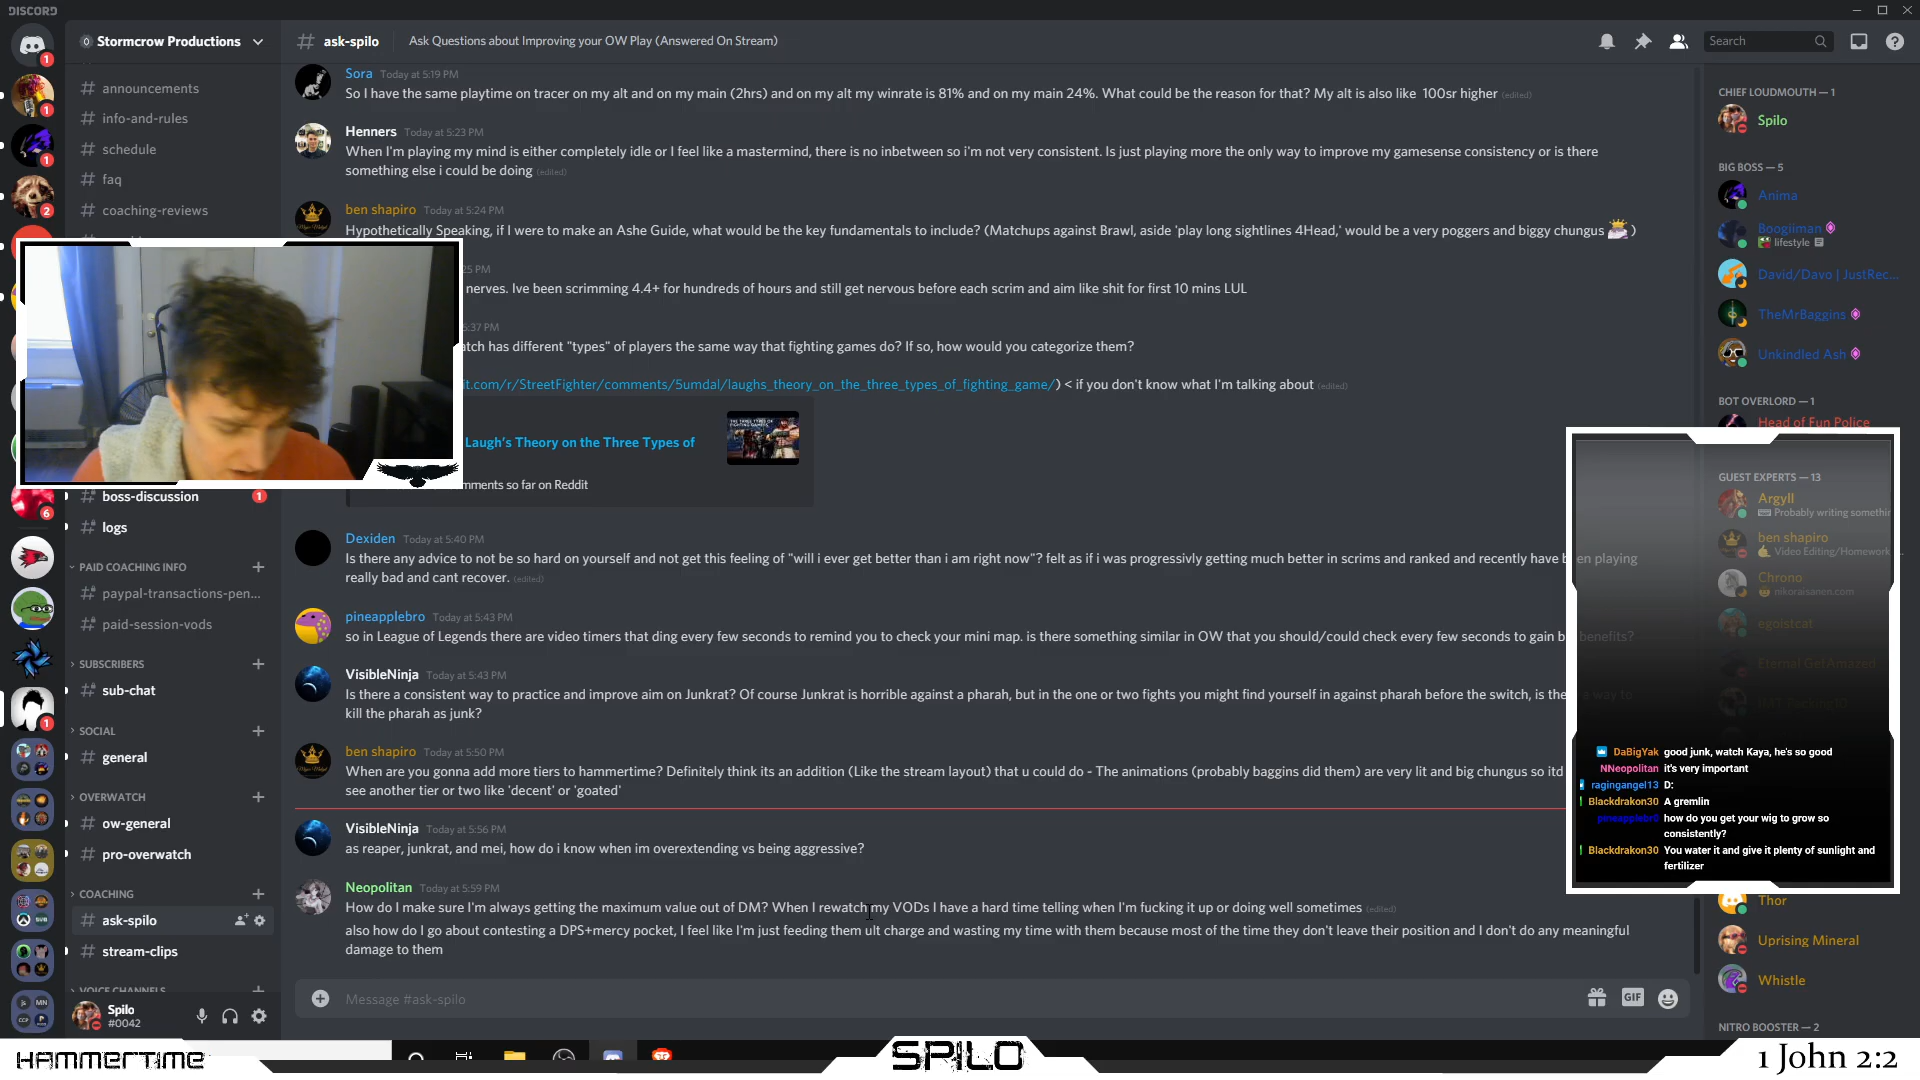 DISCORD
Stormcrow Productions
ask-spilo
Ask Questions about Improving your OW Play (Answered On Stream)
Search
announcements
info-and-rules
schedule
faq
coaching-reviews
boss-discussion
1
logs
PAID COACHING INFO
paypal-transactions-pen...
paid-session-vods
SUBSCRIBERS
sub-chat
SOCIAL
general
OVERWATCH
ow-general
pro-overwatch
COACHING
ask-spilo
stream-clips
VOICE CHANNELS
Spilo
#0042
Sora Today at 5:19 PM
So I have the same playtime on tracer on my alt and on my main (2hrs) and on my alt my winrate is 81% and on my main 24%. What could be the reason for that? My alt is also like 100sr higher (edited)
Henners Today at 5:23 PM
When I'm playing my mind is either completely idle or I feel like a mastermind, there is no inbetween so i'm not very consistent. Is just playing more the only way to improve my gamesense consistency or is there
something else i could be doing (edited)
ben shapiro Today at 5:24 PM
Hypothetically Speaking, if I were to make an Ashe Guide, what would be the key fundamentals to include? (Matchups against Brawl, aside 'play long sightlines 4Head,' would be a very poggers and biggy chungus )
25 PM
nerves. Ive been scrimming 4.4+ for hundreds of hours and still get nervous before each scrim and aim like shit for first 10 mins LUL
5:37 PM
atch has different "types" of players the same way that fighting games do? If so, how would you categorize them?
it.com/r/StreetFighter/comments/5umdal/laughs_theory_on_the_three_types_of_fighting_game/) < if you don't know what I'm talking about (edited)
Laugh's Theory on the Three Types of
mments so far on Reddit
Dexiden Today at 5:40 PM
Is there any advice to not be so hard on yourself and not get this feeling of "will i ever get better than i am right now"? felt as if i was progressivly getting much better in scrims and ranked and recently have been playing
really bad and cant recover. (edited)
pineapplebro Today at 5:43 PM
so in League of Legends there are video timers that ding every few seconds to remind you to check your mini map. is there something similar in OW that you should/could check every few seconds to gain b benefits?
VisibleNinja Today at 5:43 PM
Is there a consistent way to practice and improve aim on Junkrat? Of course Junkrat is horrible against a pharah, but in the one or two fights you might find yourself in against pharah before the switch, is the a way to
kill the pharah as junk?
ben shapiro Today at 5:50 PM
When are you gonna add more tiers to hammertime? Definitely think its an addition (Like the stream layout) that u could do - The animations (probably baggins did them) are very lit and big chungus so itd
see another tier or two like 'decent' or 'goated'
VisibleNinja Today at 5:56 PM
as reaper, junkrat, and mei, how do i know when im overextending vs being aggressive?
Neopolitan Today at 5:59 PM
How do I make sure I'm always getting the maximum value out of DM? When I rewatch my VODs I have a hard time telling when I'm fucking it up or doing well sometimes (edited)
also how do I go about contesting a DPS+mercy pocket, I feel like I'm just feeding them ult charge and wasting my time with them because most of the time they don't leave their position and I don't do any meaningful
damage to them
Message #ask-spilo
GIF
CHIEF LOUDMOUTH — 1
Spilo
BIG BOSS — 5
Anima
Boogiiman
lifestyle
David/Davo | JustRec...
TheMrBaggins
Unkindled Ash
BOT OVERLORD — 1
Head of Fun Police
GUEST EXPERTS — 13
Argyll
Probably writing somethin
ben shapiro
Video Editing/Homework
Chrono
nikoraisanen.com
egoistcat
Eternal GetAmazed
DaBigYak good junk, watch Kaya, he's so good
NNeopolitan it's very important
ragingangel13 D:
Blackdrakon30 A gremlin
pineapplebr0 how do you get your wig to grow so
consistently?
Blackdrakon30 You water it and give it plenty of sunlight and
fertilizer
Thor
Uprising Mineral
Whistle
NITRO BOOSTER — 2
HAMMERTIME
SPILO
1 John 2:2